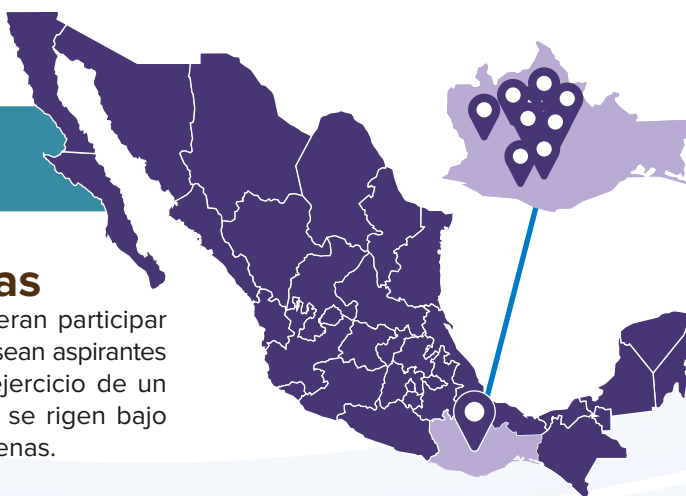 as
eran participar
sean aspirantes
ejercicio de un
se rigen bajo
enas.